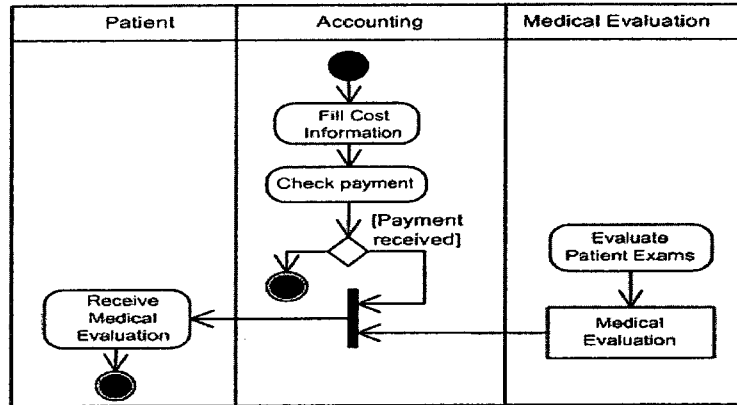 Patient
Accounting
Medical Evaluation
Fill Cost
Information
Check payment
[Payment
received]
Evaluate
Patient Exams
Receive
Medical
Evaluation
Medical
Evaluation